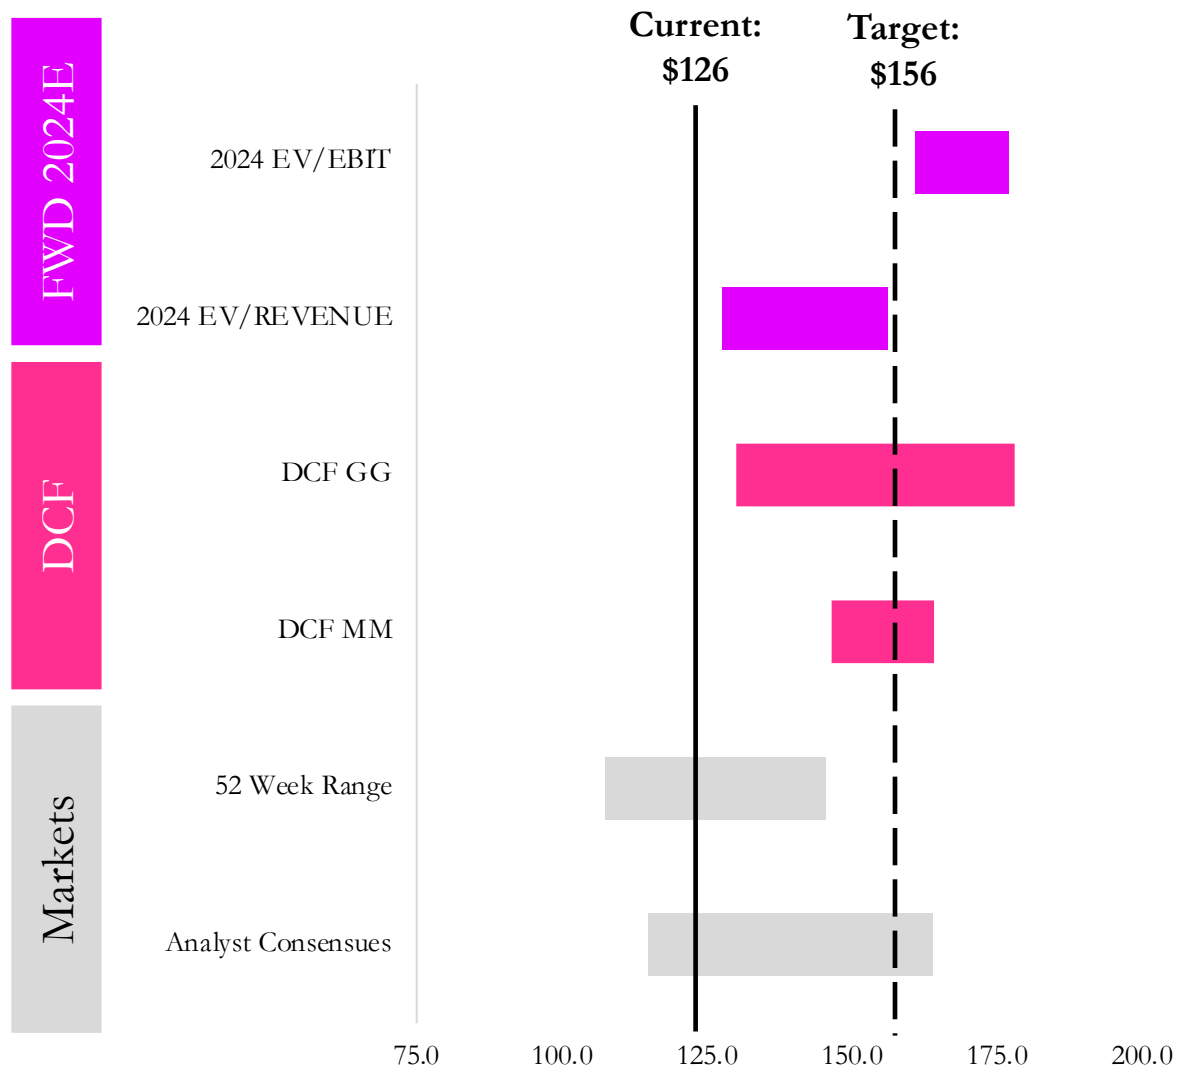 Current:
$126
Target:
$156
FWD 2024E
2024 EV/EBIT
2024 EV/REVENUE
DCF
DCF GG
DCF MM
Markets
52 Week Range
Analyst Consensues
75.0 100.0 125.0 150.0 175.0 200.0